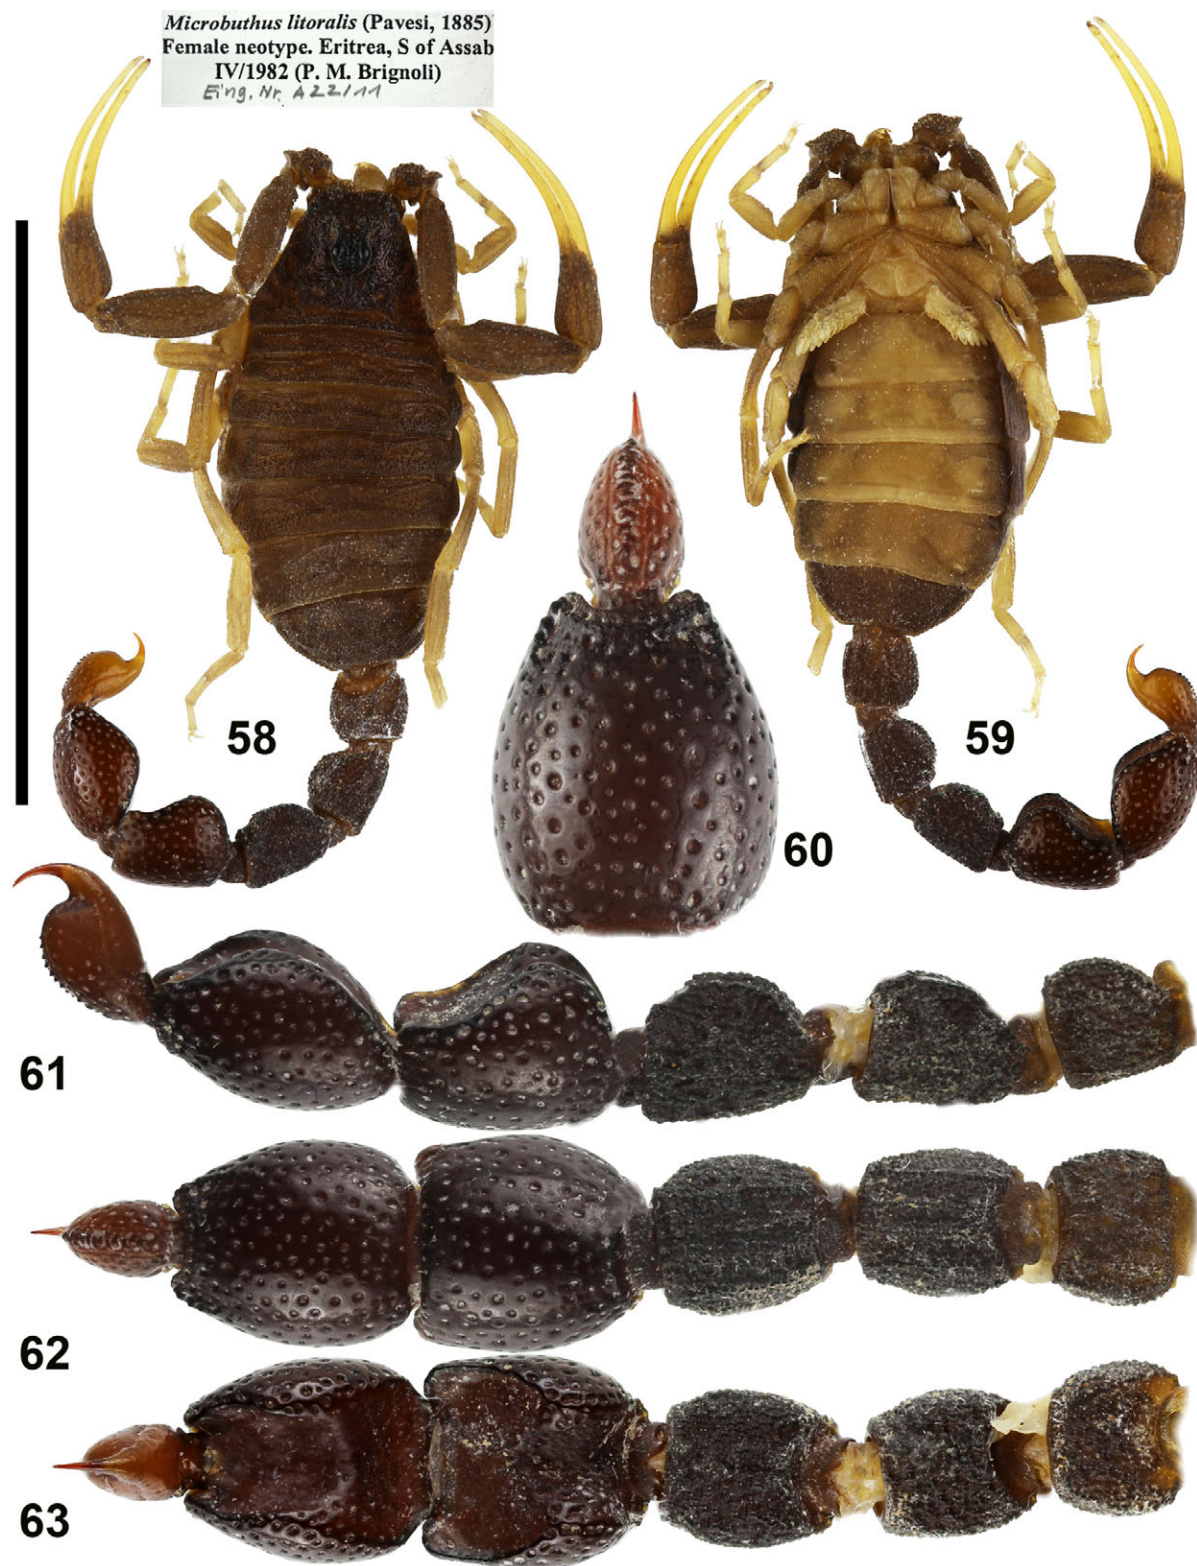 Microbuthus litoralis (Pavesi, 1885)
Female neotype. Eritrea, S of Assab
IV/1982 (P. M. Brignoli)
Eing. Nr. A22/11
58
59
60
61
62
63